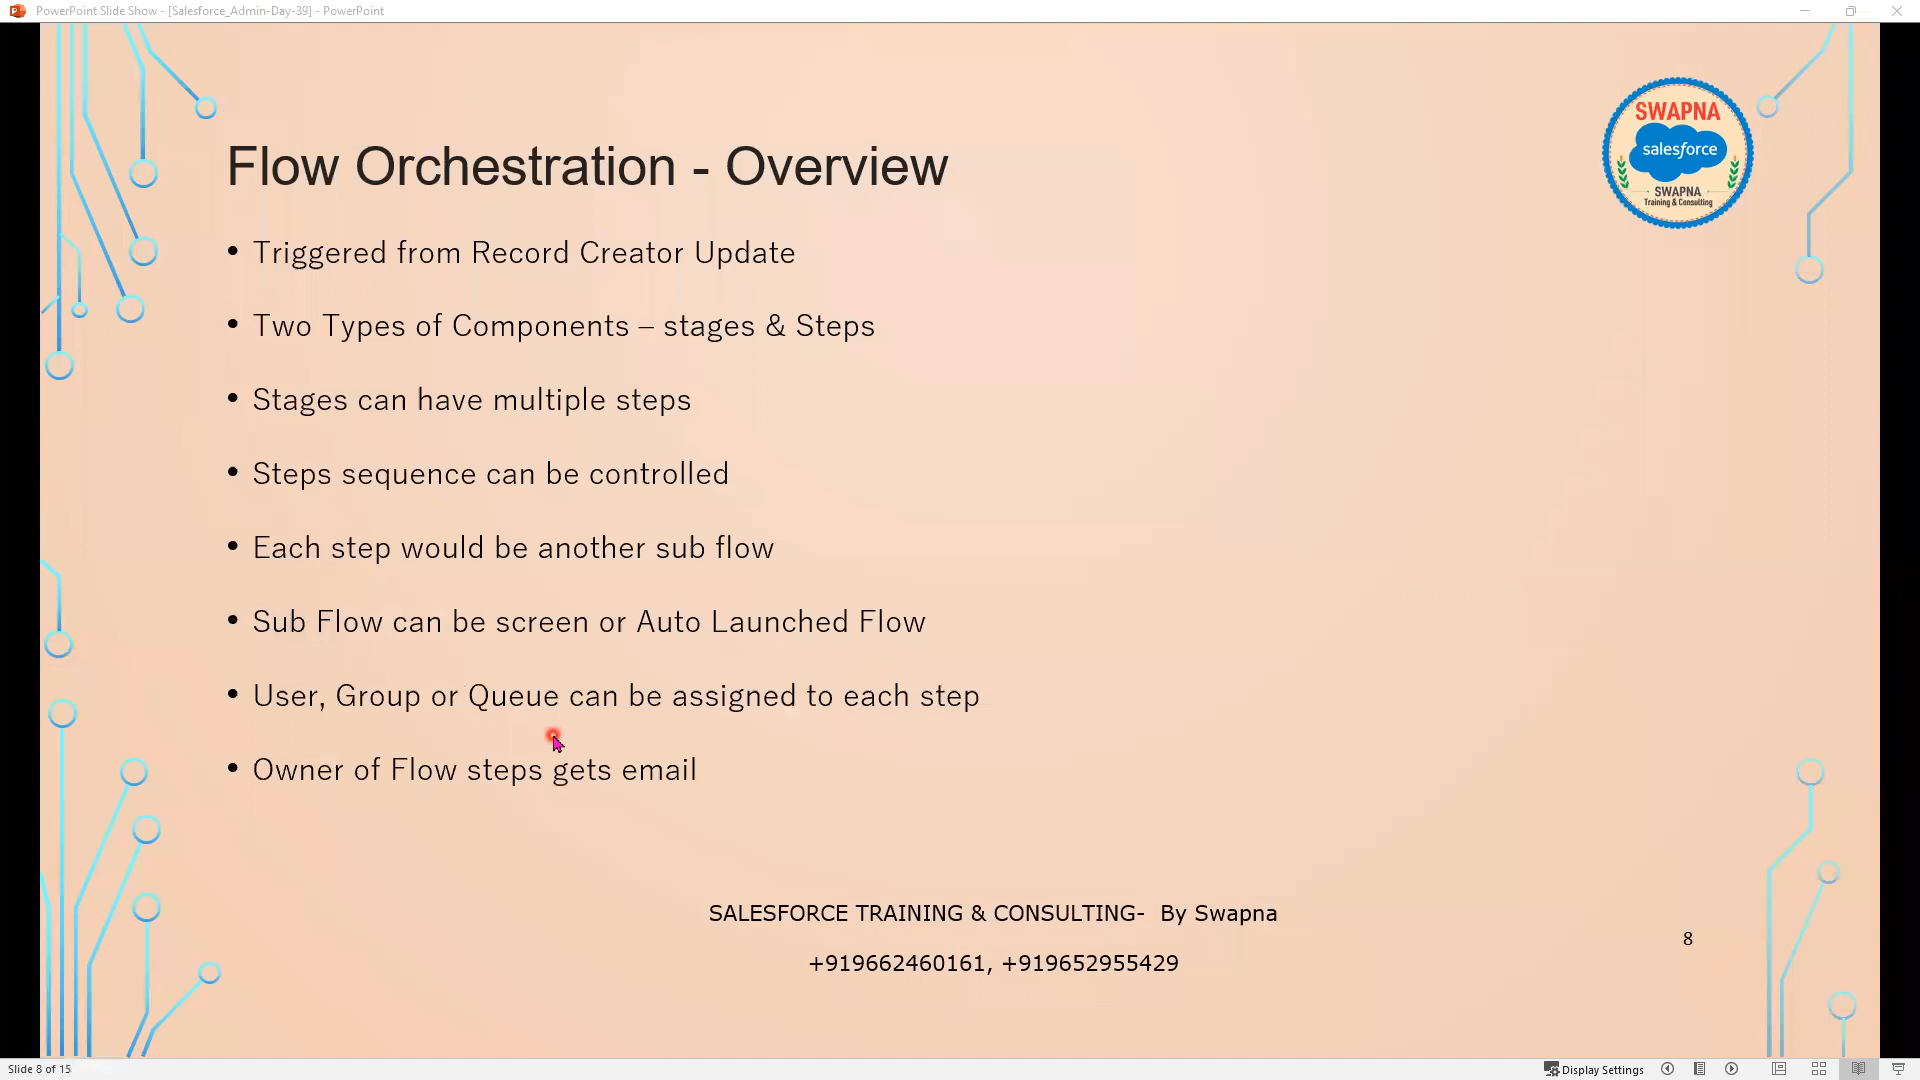 PowerPoint Slide Show - [Salesforce_Admin-Day-39] - PowerPoint
SWAPNA
salesforce
SWAPNA
Training & Consulting
Flow Orchestration - Overview
• Triggered from Record Creator Update
• Two Types of Components – stages & Steps
• Stages can have multiple steps
• Steps sequence can be controlled
• Each step would be another sub flow
• Sub Flow can be screen or Auto Launched Flow
• User, Group or Queue can be assigned to each step
• Owner of Flow steps gets email
SALESFORCE TRAINING & CONSULTING- By Swapna
+919662460161, +919652955429
8
Slide 8 of 15
Display Settings